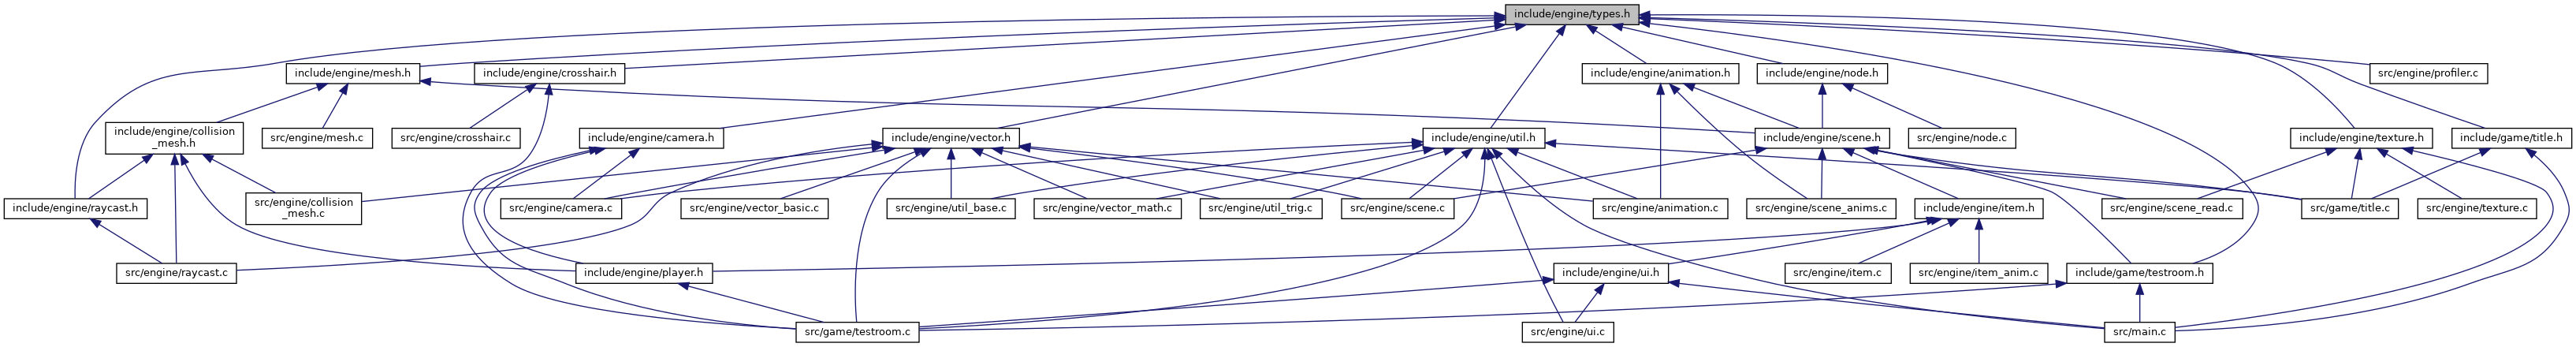 include/engine/types.h
include/engine/mesh.h
include/engine/crosshair.h
include/engine/animation.h
include/engine/node.h
src/engine/profiler.c
include/engine/collision
_mesh.h
src/engine/mesh.c
src/engine/crosshair.c
include/engine/camera.h
include/engine/vector.h
include/engine/util.h
include/engine/scene.h
src/engine/node.c
include/engine/texture.h
include/game/title.h
include/engine/raycast.h
src/engine/collision
_mesh.c
src/engine/camera.c
src/engine/vector_basic.c
src/engine/util_base.c
src/engine/vector_math.c
src/engine/util_trig.c
src/engine/scene.c
src/engine/animation.c
src/engine/scene_anims.c
include/engine/item.h
src/engine/scene_read.c
src/game/title.c
src/engine/texture.c
src/engine/raycast.c
include/engine/player.h
include/engine/ui.h
src/engine/item.c
src/engine/item_anim.c
include/game/testroom.h
src/game/testroom.c
src/engine/ui.c
src/main.c